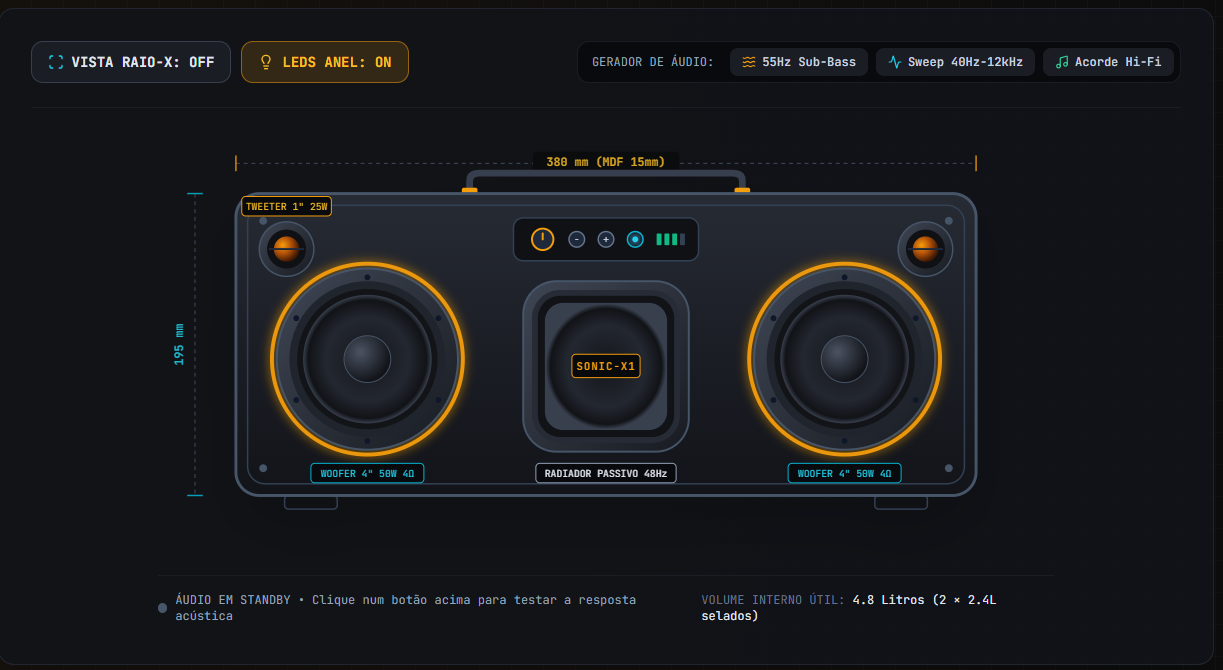 VISTA RAIO-X: OFF
LEDS ANEL: ON
GERADOR DE ÁUDIO:
55Hz Sub-Bass
Sweep 40Hz-12kHz
Acorde Hi-Fi
380 mm (MDF 15mm)
TWEETER 1" 25W
-
+
195 mm
SONIC-X1
WOOFER 4" 50W 4Ω
RADIADOR PASSIVO 48Hz
WOOFER 4" 50W 4Ω
ÁUDIO EM STANDBY • Clique num botão acima para testar a resposta
acústica
VOLUME INTERNO ÚTIL: 4.8 Litros (2 × 2.4L
selados)